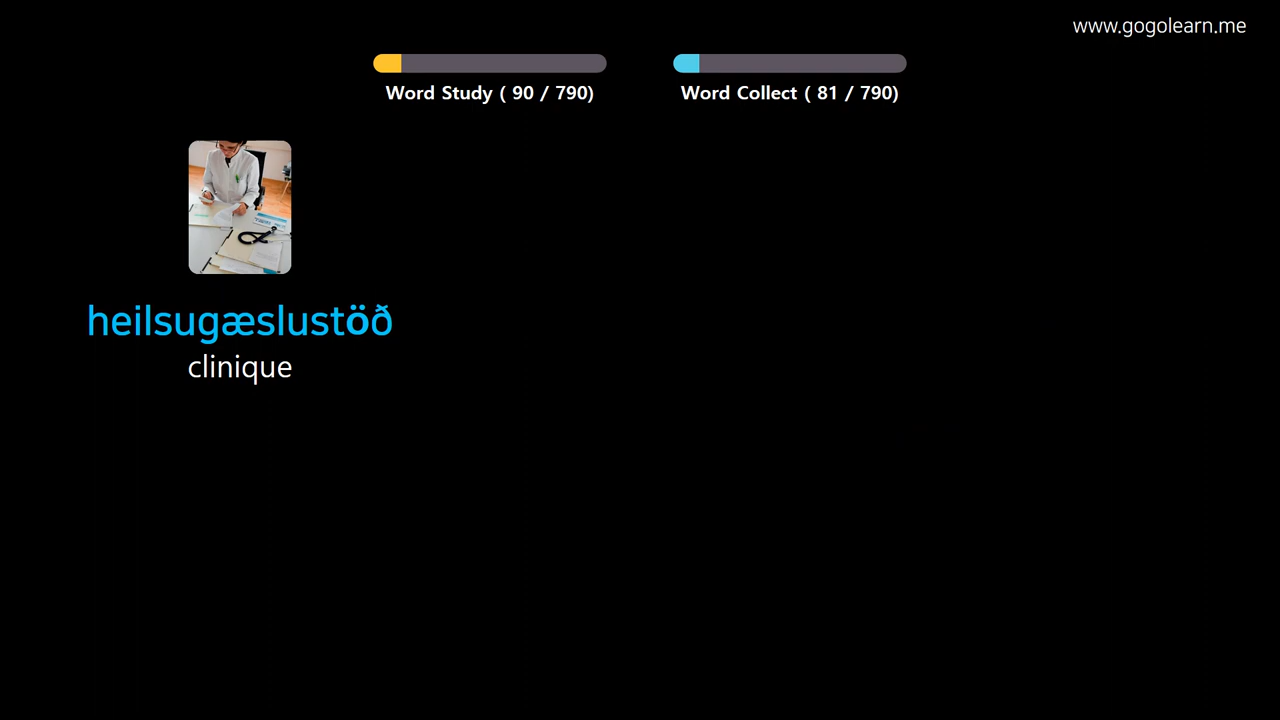 www.gogolearn.me
Word Study ( 90 / 790)
Word Collect ( 81 / 790)
heilsugæslustöð
clinique